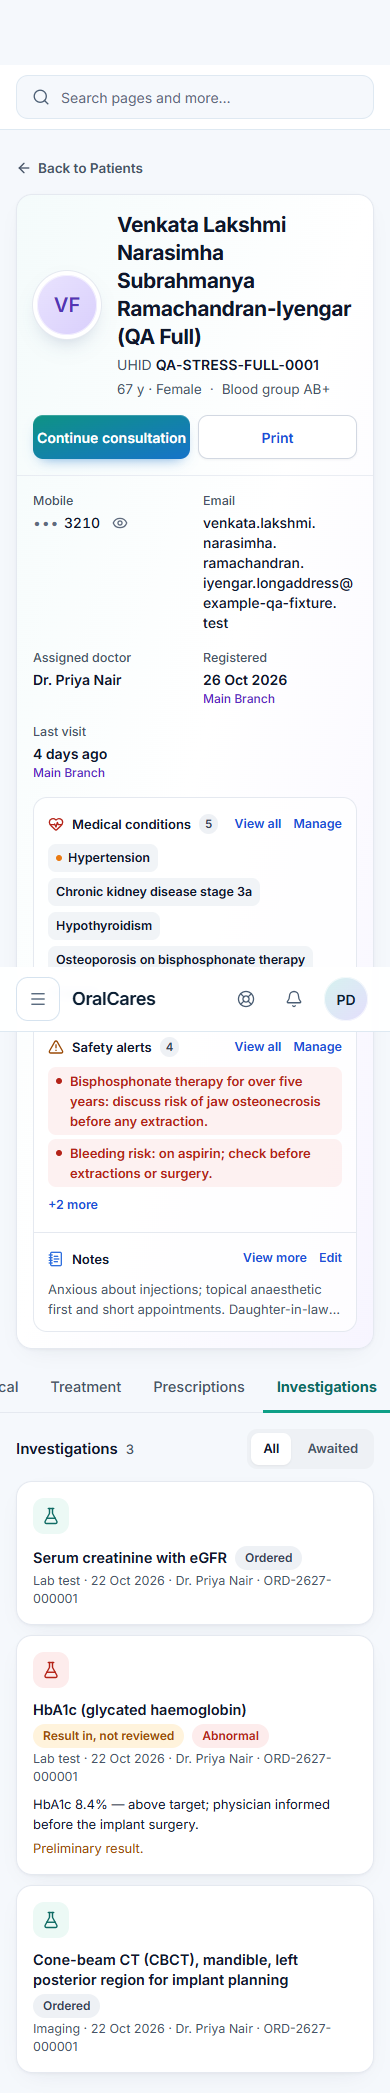 Search pages and more...
Back to Patients
Venkata Lakshmi
Narasimha
Subrahmanya
Ramachandran-Iyengar
(QA Full)
VF
UHID QA-STRESS-FULL-0001
67 y · Female · Blood group AB+
Continue consultation
Print
Mobile
••• 3210
Email
venkata.lakshmi.
narasimha.
ramachandran.
iyengar.longaddress@
example-qa-fixture.
test
Assigned doctor
Dr. Priya Nair
Registered
26 Oct 2026
Main Branch
Last visit
4 days ago
Main Branch
Medical conditions 5 View all Manage
Hypertension
Chronic kidney disease stage 3a
Hypothyroidism
Osteoporosis on bisphosphonate therapy
OralCares PD
Safety alerts 4 View all Manage
Bisphosphonate therapy for over five
years: discuss risk of jaw osteonecrosis
before any extraction.
Bleeding risk: on aspirin; check before
extractions or surgery.
+2 more
Notes View more Edit
Anxious about injections; topical anaesthetic
first and short appointments. Daughter-in-law...
cal Treatment Prescriptions Investigations
Investigations 3 All Awaited
Serum creatinine with eGFR Ordered
Lab test · 22 Oct 2026 · Dr. Priya Nair · ORD-2627-
000001
HbA1c (glycated haemoglobin)
Result in, not reviewed Abnormal
Lab test · 22 Oct 2026 · Dr. Priya Nair · ORD-2627-
000001
HbA1c 8.4% — above target; physician informed
before the implant surgery.
Preliminary result.
Cone-beam CT (CBCT), mandible, left
posterior region for implant planning
Ordered
Imaging · 22 Oct 2026 · Dr. Priya Nair · ORD-2627-
000001